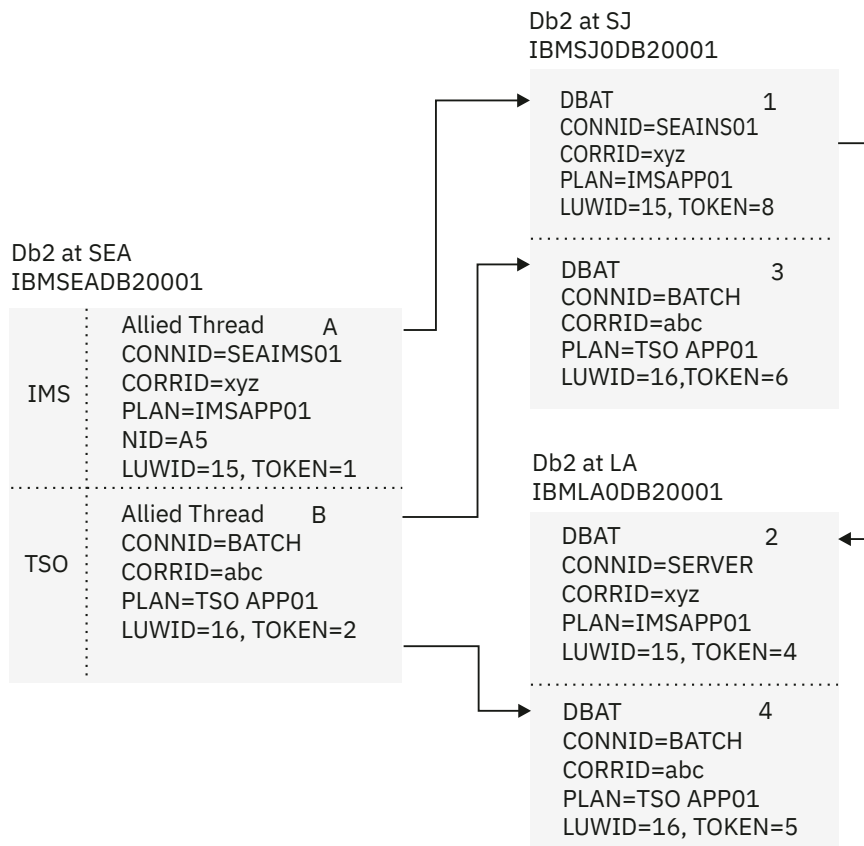 Db2 at SJ
IBMSJ0DB20001
DBAT 1
CONNID=SEAINS01
CORRID=xyz
PLAN=IMSAPP01
LUWID=15, TOKEN=8
DBAT 3
CONNID=BATCH
CORRID=abc
PLAN=TSO APP01
LUWID=16,TOKEN=6
Db2 at SEA
IBMSEADB20001
IMS
Allied Thread A
CONNID=SEAIMS01
CORRID=xyz
PLAN=IMSAPP01
NID=A5
LUWID=15, TOKEN=1
TSO
Allied Thread B
CONNID=BATCH
CORRID=abc
PLAN=TSO APP01
LUWID=16, TOKEN=2
Db2 at LA
IBMLA0DB20001
DBAT 2
CONNID=SERVER
CORRID=xyz
PLAN=IMSAPP01
LUWID=15, TOKEN=4
DBAT 4
CONNID=BATCH
CORRID=abc
PLAN=TSO APP01
LUWID=16, TOKEN=5